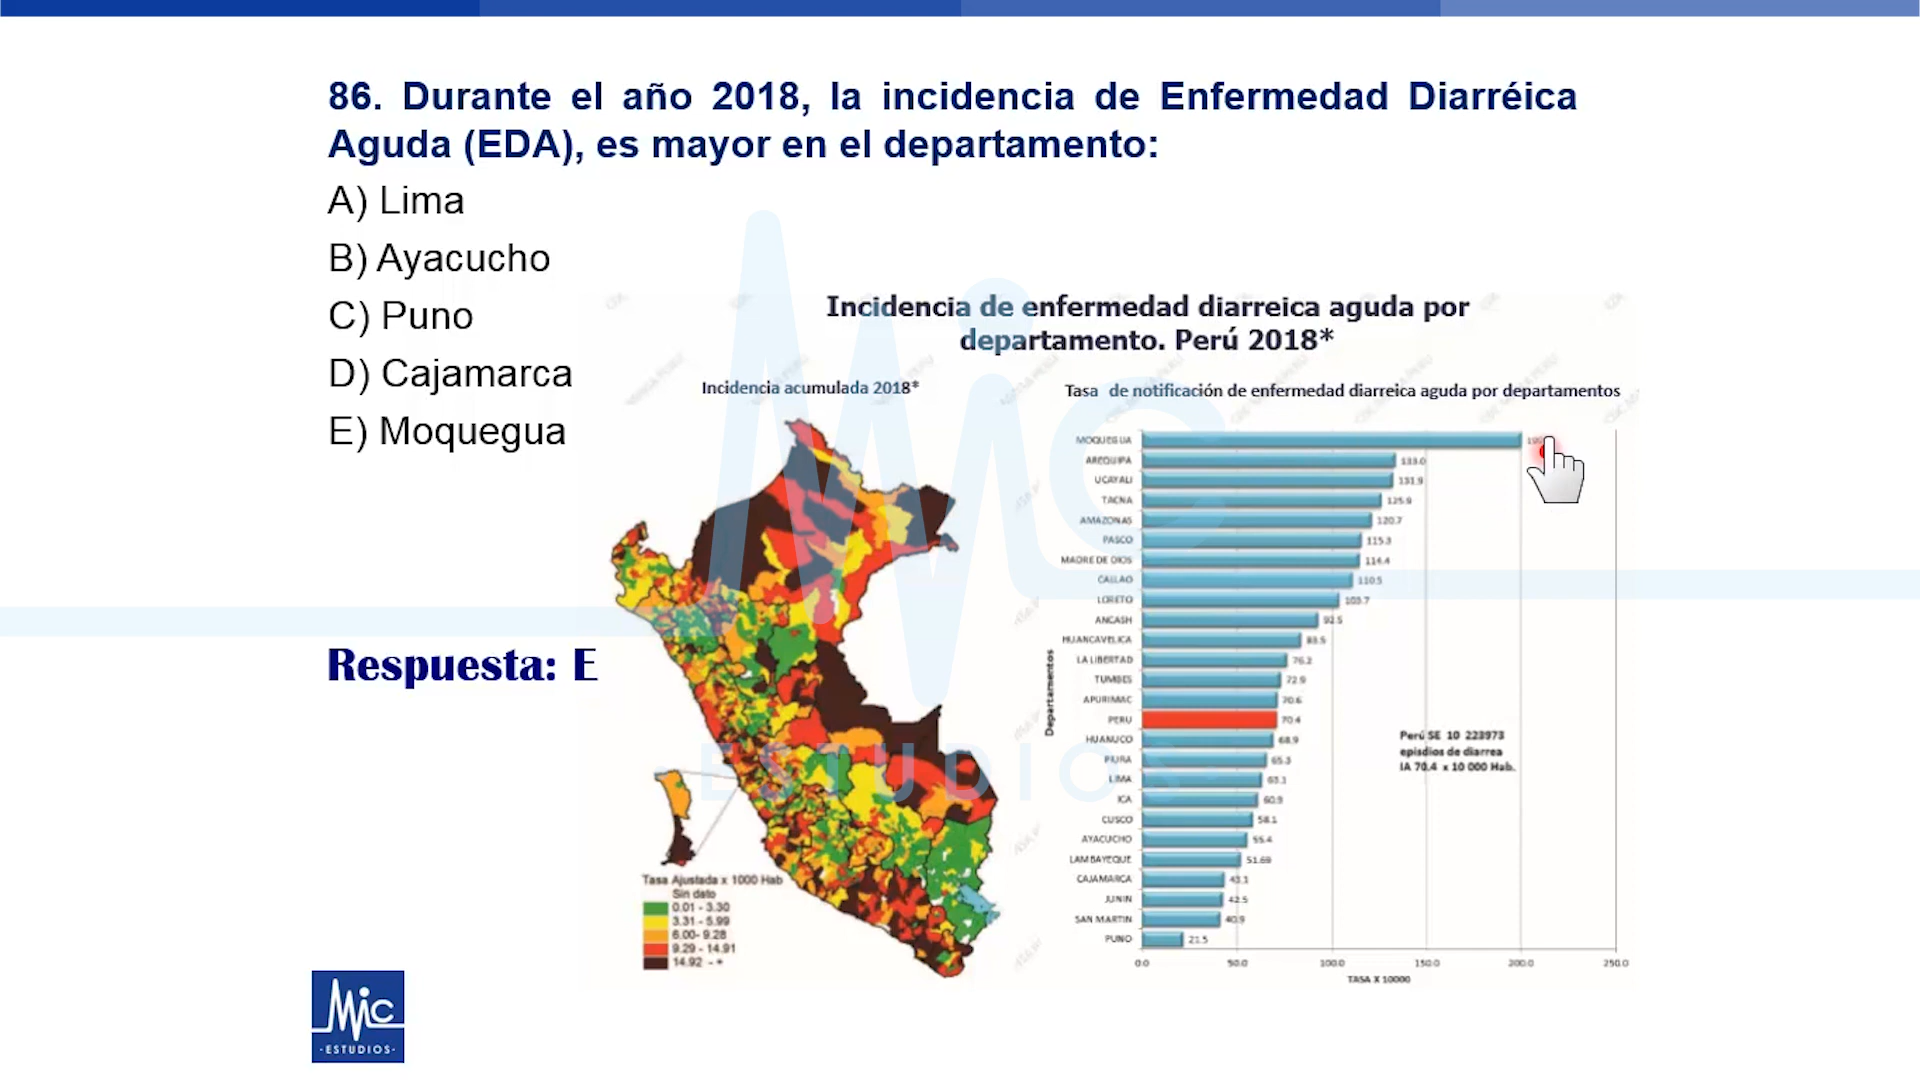 86. Durante el año 2018, la incidencia de Enfermedad Diarréica
Aguda (EDA), es mayor en el departamento:
A) Lima
B) Ayacucho
C) Puno
D) Cajamarca
E) Moquegua
Respuesta: E
Incidencia de enfermedad diarreica aguda por
departamento. Perú 2018*
Incidencia acumulada 2018*
Tasa Ajustada x 1000 Hab
Sin dato
0.01 - 3.30
3.31 - 5.99
6.00 - 9.28
9.29 - 14.91
14.92 - +
Tasa de notificación de enfermedad diarreica aguda por departamentos
Departamentos
MOQUEGUA
AREQUIPA 133.0
UCAYALI 131.9
TACNA 125.9
AMAZONAS 120.7
PASCO 115.3
MADRE DE DIOS 114.4
CALLAO 110.5
LORETO 103.7
ANCASH 92.5
HUANCAVELICA 83.5
LA LIBERTAD 76.2
TUMBES 72.9
APURIMAC 70.6
PERU 70.4
HUANUCO 68.9
PIURA 65.3
LIMA 63.1
ICA 60.9
CUSCO 58.1
AYACUCHO 55.4
LAMBAYEQUE 51.69
CAJAMARCA 43.1
JUNIN 42.5
SAN MARTIN 40.9
PUNO 21.5
0.0 50.0 100.0 150.0 200.0 250.0
TASA X 10000
Perú SE 10 223973
episdios de diarrea
IA 70.4 x 10 000 Hab.
Mic
ESTUDIOS
Mic
·ESTUDIOS·